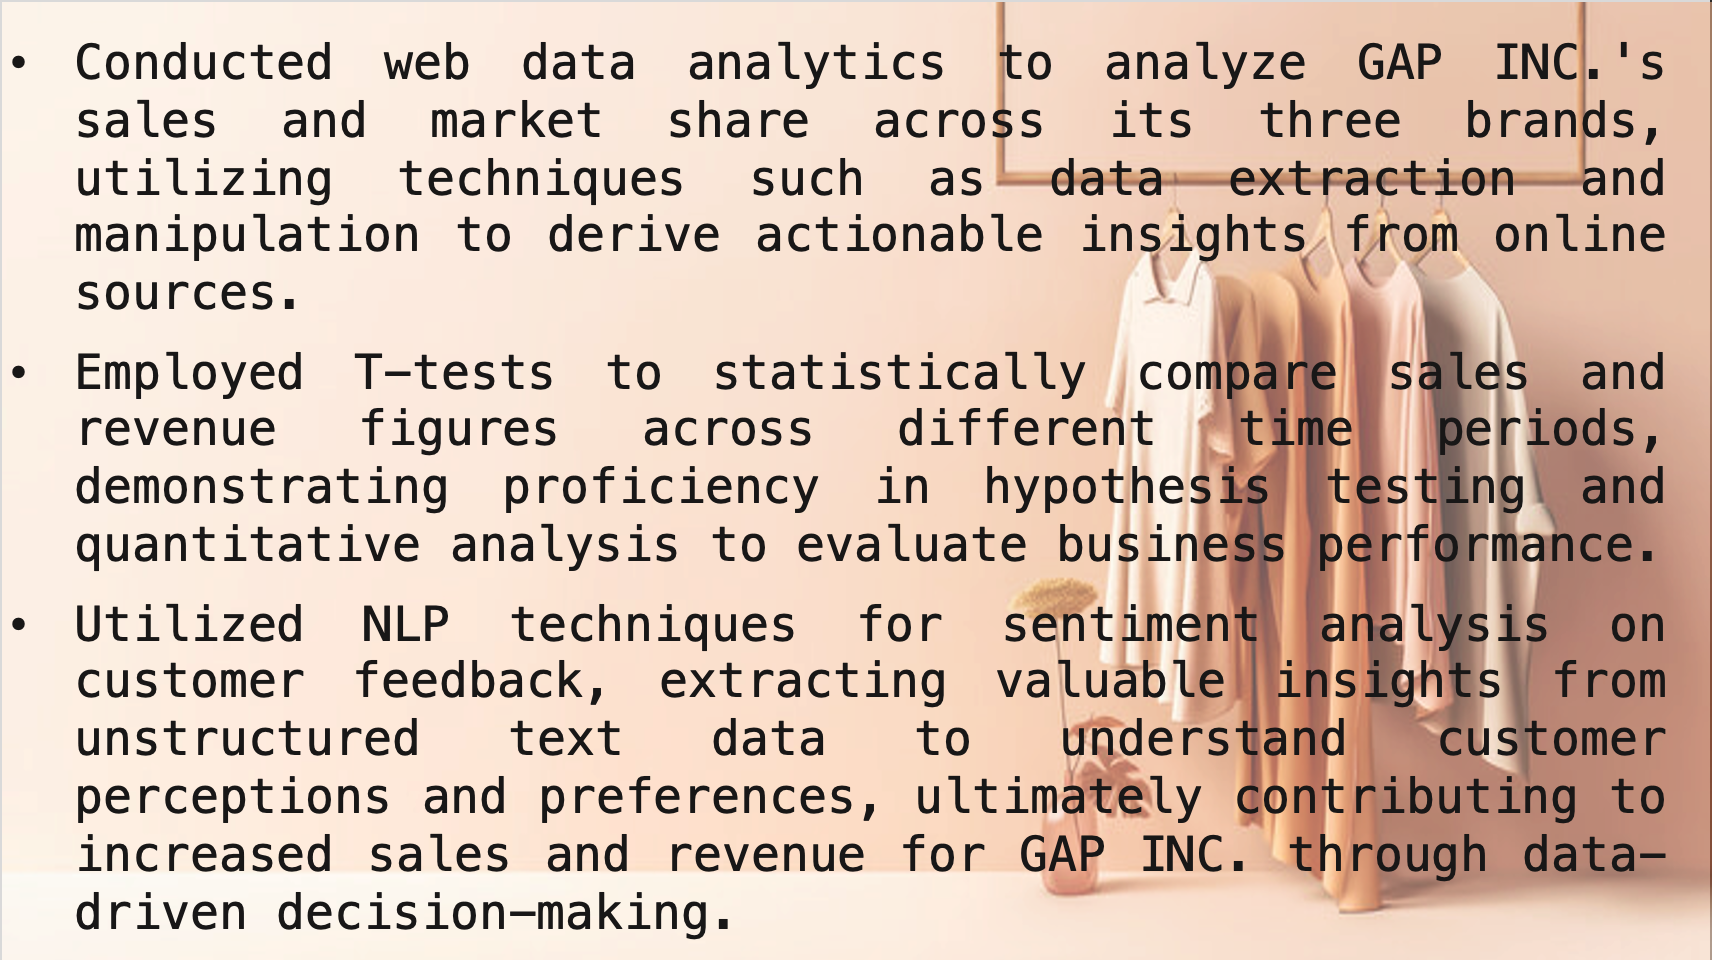 • Conducted web data analytics to analyze GAP INC.'s
sales and market share across its three brands,
utilizing techniques such as data extraction and
manipulation to derive actionable insights from online
sources.
• Employed T-tests to statistically compare sales and
revenue figures across different time periods,
demonstrating proficiency in hypothesis testing and
quantitative analysis to evaluate business performance.
• Utilized NLP techniques for sentiment analysis on
customer feedback, extracting valuable insights from
unstructured text data to understand customer
perceptions and preferences, ultimately contributing to
increased sales and revenue for GAP INC. through data-
driven decision-making.